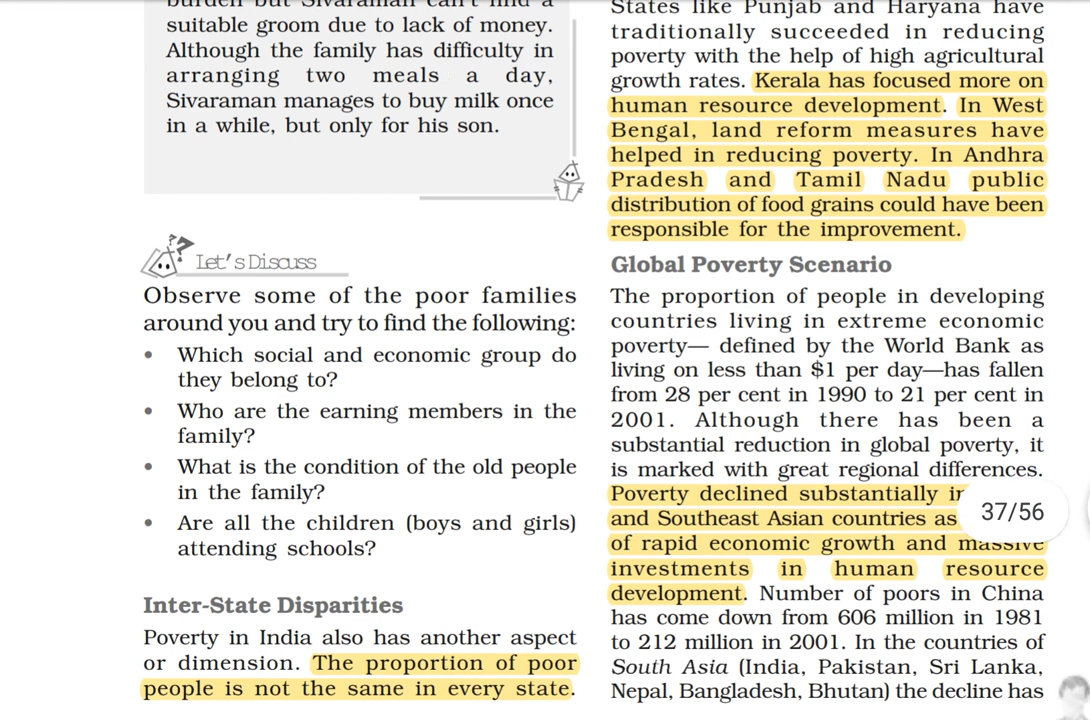 suitable groom due to lack of money.
Although the family has difficulty in
arranging two meals a day,
Sivaraman manages to buy milk once
in a while, but only for his son.
??
Let's Discuss
Observe some of the poor families
around you and try to find the following:
• Which social and economic group do
they belong to?
• Who are the earning members in the
family?
• What is the condition of the old people
in the family?
• Are all the children (boys and girls)
attending schools?
Inter-State Disparities
Poverty in India also has another aspect
or dimension. The proportion of poor
people is not the same in every state.
States like Punjab and Haryana have
traditionally succeeded in reducing
poverty with the help of high agricultural
growth rates. Kerala has focused more on
human resource development. In West
Bengal, land reform measures have
helped in reducing poverty. In Andhra
Pradesh and Tamil Nadu public
distribution of food grains could have been
responsible for the improvement.
Global Poverty Scenario
The proportion of people in developing
countries living in extreme economic
poverty— defined by the World Bank as
living on less than $1 per day—has fallen
from 28 per cent in 1990 to 21 per cent in
2001. Although there has been a
substantial reduction in global poverty, it
is marked with great regional differences.
Poverty declined substantially
and Southeast Asian countries as
of rapid economic growth and massive
investments in human resource
development. Number of poors in China
has come down from 606 million in 1981
to 212 million in 2001. In the countries of
South Asia (India, Pakistan, Sri Lanka,
Nepal, Bangladesh, Bhutan) the decline has
37/56